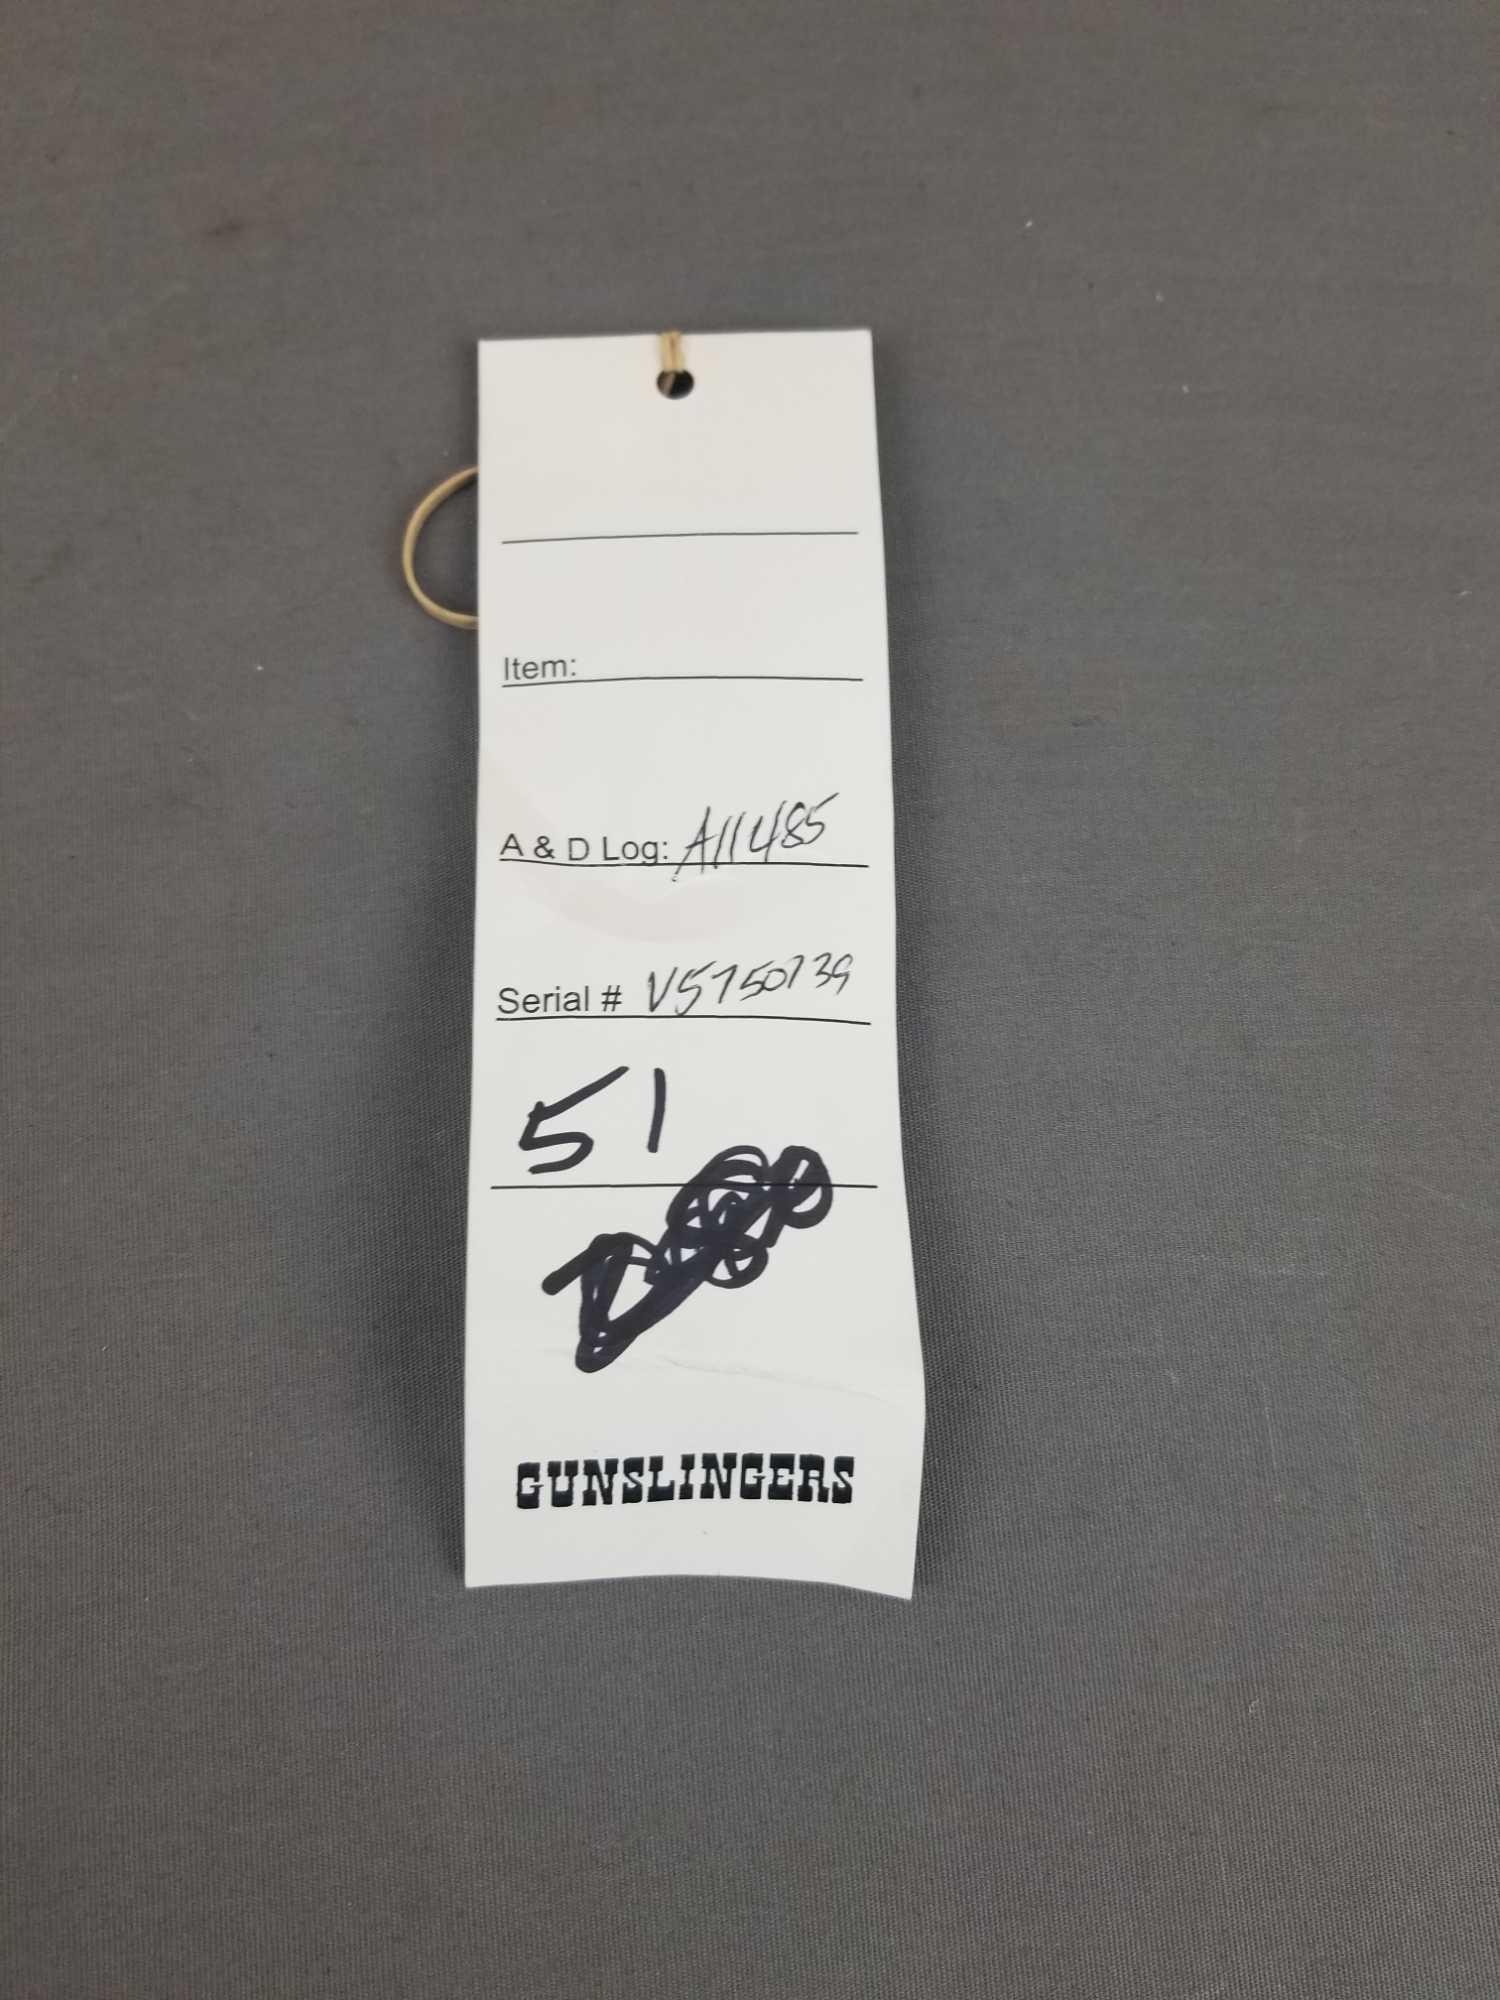 Item:
A & D Log: A11485
Serial # V5750739
51
GUNSLINGERS